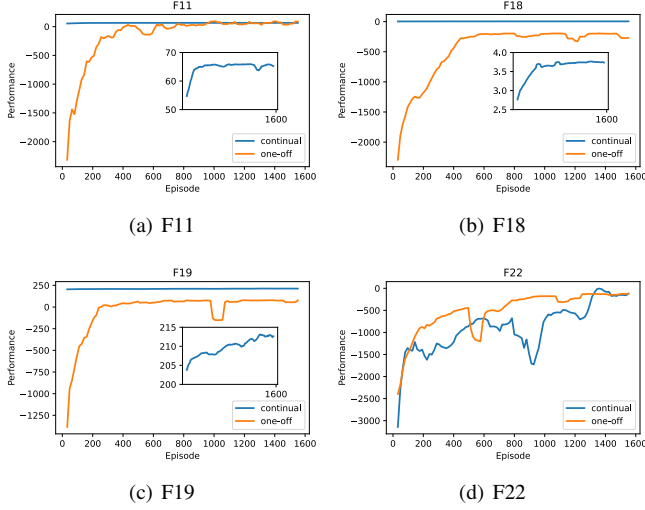 F11
Performance
0
−500
−1000
−1500
−2000
70
60
50
1600
continual
one-off
0 200 400 600 800 1000 1200 1400 1600
Episode
(a) F11
F18
Performance
0
−500
−1000
−1500
−2000
4.0
3.5
3.0
2.5
1600
continual
one-off
0 200 400 600 800 1000 1200 1400 1600
Episode
(b) F18
F19
Performance
250
0
−250
−500
−750
−1000
−1250
215
210
205
200
1600
continual
one-off
0 200 400 600 800 1000 1200 1400 1600
Episode
(c) F19
F22
Performance
0
−500
−1000
−1500
−2000
−2500
−3000
continual
one-off
0 200 400 600 800 1000 1200 1400 1600
Episode
(d) F22